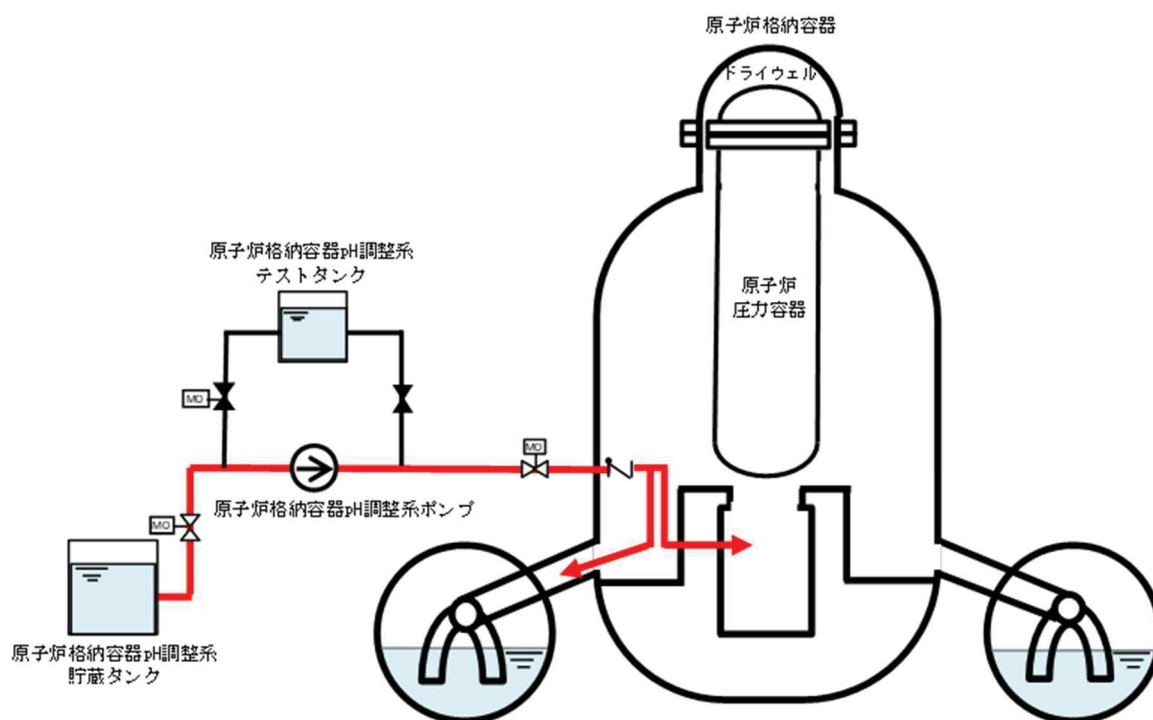 原子炉格納容器
ドライウェル
原子炉格納容器pH調整系
テストタンク
原子炉
圧力容器
MO
MO
原子炉格納容器pH調整系ポンプ
MO
原子炉格納容器pH調整系
貯蔵タンク